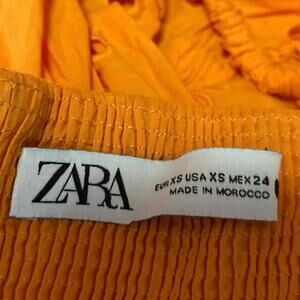 ZARA
EUR XS USA XS MEX 24
MADE IN MOROCCO